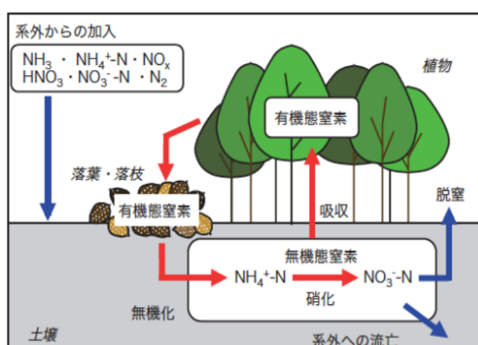 系外からの加入
NH₃・NH₄⁺-N・NOₓ
HNO₃・NO₃⁻-N・N₂
植物
有機態窒素
落葉・落枝
有機態窒素
吸収
脱窒
無機態窒素
NH₄⁺-N
NO₃⁻-N
硝化
無機化
土壌
系外への流亡